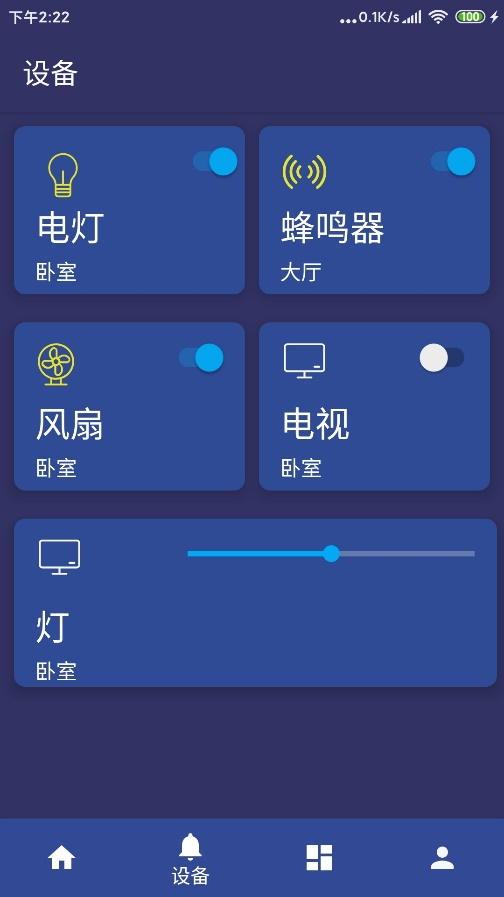 下午2:22 ...0.1K/s 100
设备
电灯
卧室
蜂鸣器
大厅
风扇
卧室
电视
卧室
灯
卧室
设备